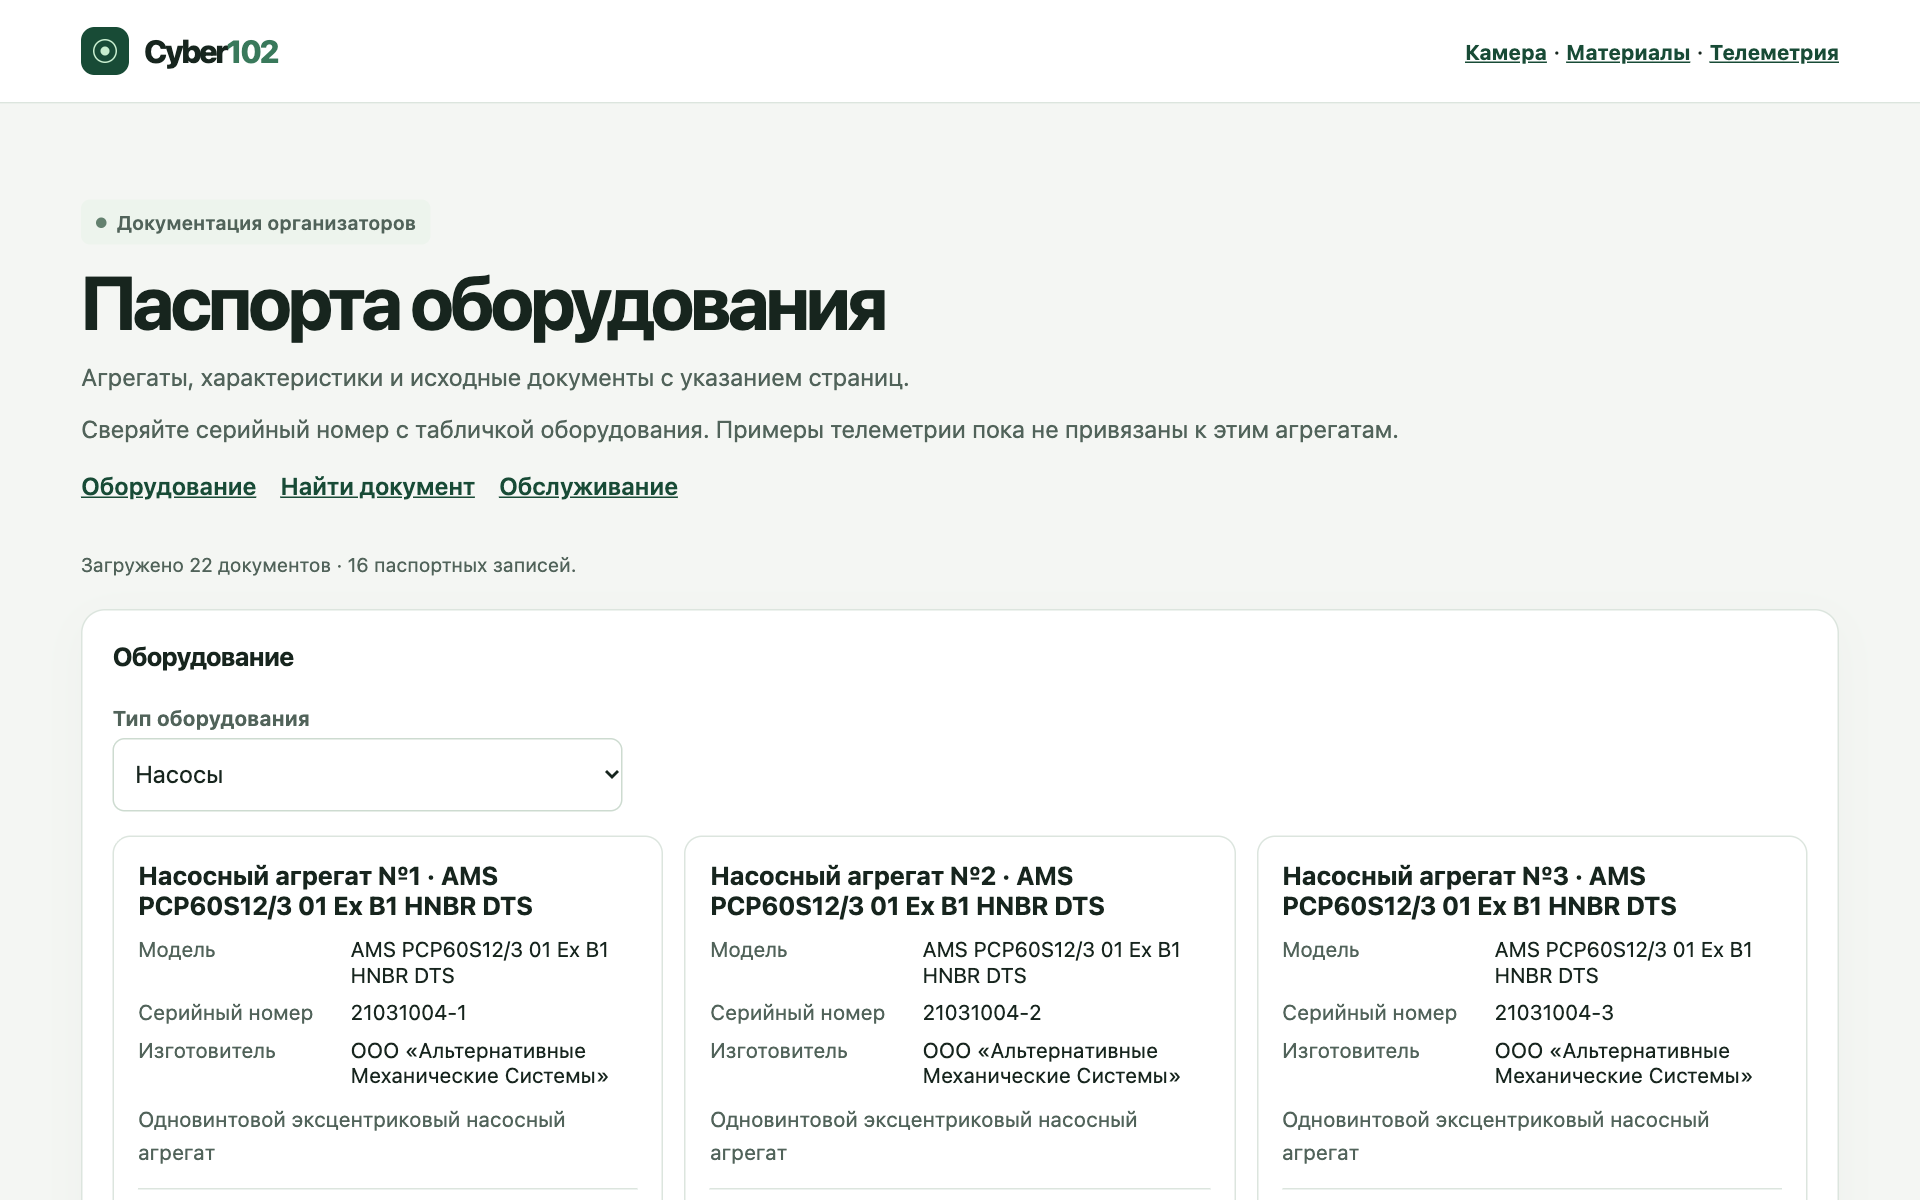 Cyber102
Камера · Материалы · Телеметрия
Документация организаторов
Паспорта оборудования
Агрегаты, характеристики и исходные документы с указанием страниц.
Сверяйте серийный номер с табличкой оборудования. Примеры телеметрии пока не привязаны к этим агрегатам.
Оборудование Найти документ Обслуживание
Загружено 22 документов · 16 паспортных записей.
Оборудование
Тип оборудования
Насосы
Насосный агрегат №1 · AMS
PCP60S12/3 01 Ex B1 HNBR DTS
Модель AMS PCP60S12/3 01 Ex B1
HNBR DTS
Серийный номер 21031004-1
Изготовитель ООО «Альтернативные
Механические Системы»
Одновинтовой эксцентриковый насосный
агрегат
Насосный агрегат №2 · AMS
PCP60S12/3 01 Ex B1 HNBR DTS
Модель AMS PCP60S12/3 01 Ex B1
HNBR DTS
Серийный номер 21031004-2
Изготовитель ООО «Альтернативные
Механические Системы»
Одновинтовой эксцентриковый насосный
агрегат
Насосный агрегат №3 · AMS
PCP60S12/3 01 Ex B1 HNBR DTS
Модель AMS PCP60S12/3 01 Ex B1
HNBR DTS
Серийный номер 21031004-3
Изготовитель ООО «Альтернативные
Механические Системы»
Одновинтовой эксцентриковый насосный
агрегат